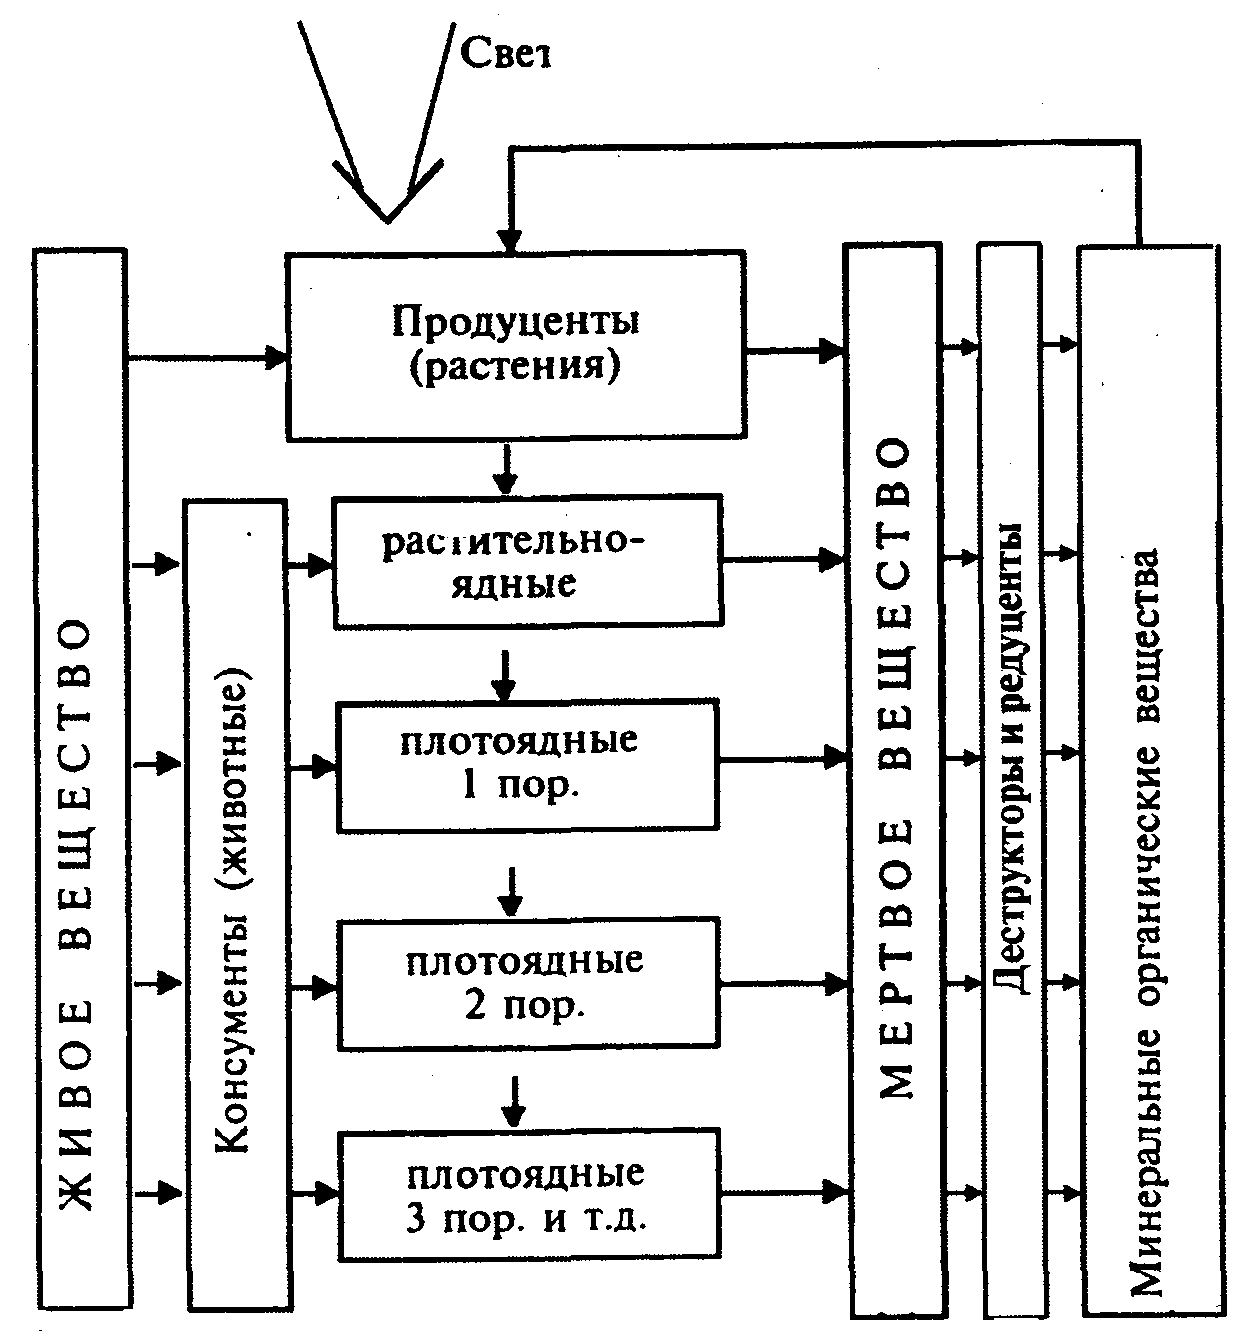 Свет
Продуценты
(растения)
растительно-
ядные
плотоядные
1 пор.
плотоядные
2 пор.
плотоядные
3 пор. и т.д.
ЖИВОЕ ВЕЩЕСТВО
Консументы (животные)
МЕРТВОЕ ВЕЩЕСТВО
Деструкторы и редуценты
Минеральные органические вещества